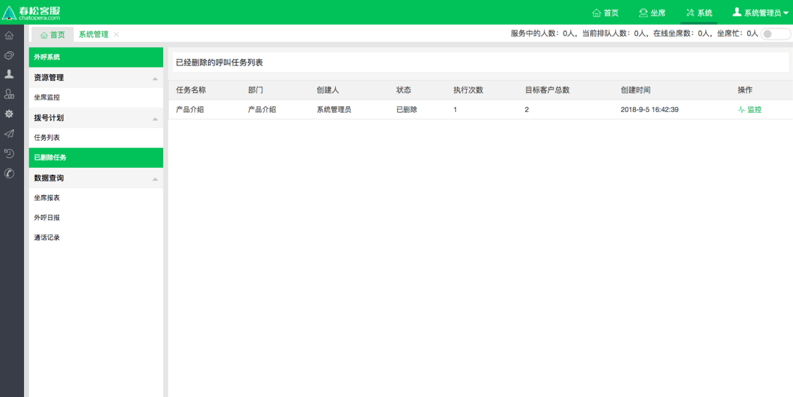 春松客服
chatopera.com
首页
坐席
系统
系统管理员
首页
系统管理
服务中的人数：0人，当前排队人数：0人，在线坐席数：0人，坐席忙：0人
外呼系统
资源管理
坐席监控
拨号计划
任务列表
已删除任务
数据查询
坐席报表
外呼日报
通话记录
已经删除的呼叫任务列表
任务名称 部门 创建人 状态 执行次数 目标客户总数 创建时间 操作
产品介绍 产品介绍 系统管理员 已删除 1 2 2018-9-5 16:42:39 监控